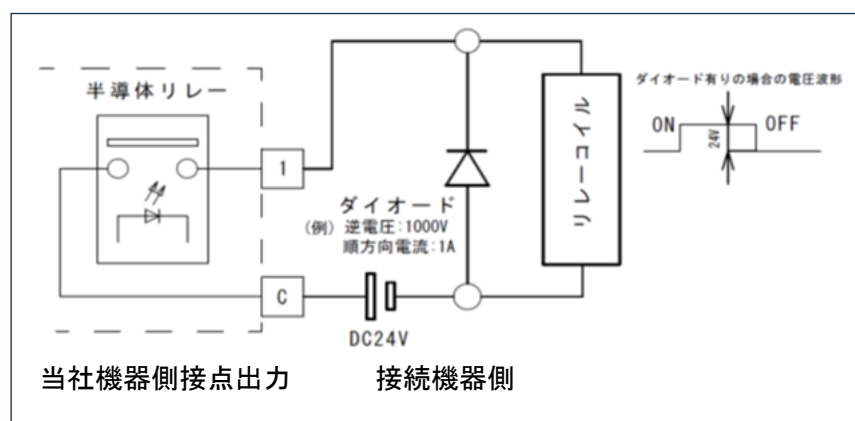 半導体リレー
1
C
ダイオード
(例) 逆電圧:1000V
順方向電流:1A
DC24V
リレーコイル
ダイオード有りの場合の電圧波形
ON
24V
OFF
当社機器側接点出力
接続機器側